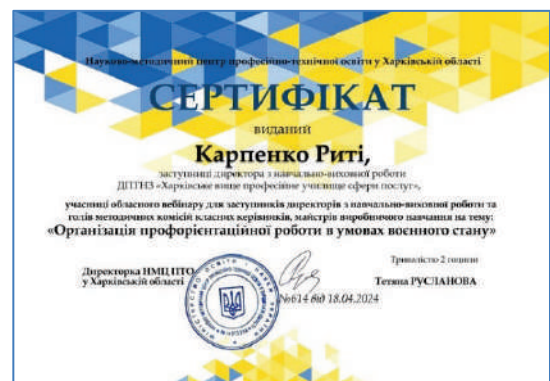 Науково-методичний центр професійно-технічної освіти у Харківській області
СЕРТИФІКАТ
виданий
Карпенко Риті,
заступниці директора з навчально-виховної роботи
ДПТНЗ «Харківське вище професійне училище сфери послуг»,
учасниці обласного вебінару для заступників директорів з навчально-виховної роботи та
голів методичних комісій класних керівників, майстрів виробничого навчання на тему:
«Організація профорієнтаційної роботи в умовах воєнного стану»
Тривалістю 2 години
Директорка НМЦ ПТО
у Харківській області
Тетяна РУСЛАНОВА
№614 від 18.04.2024